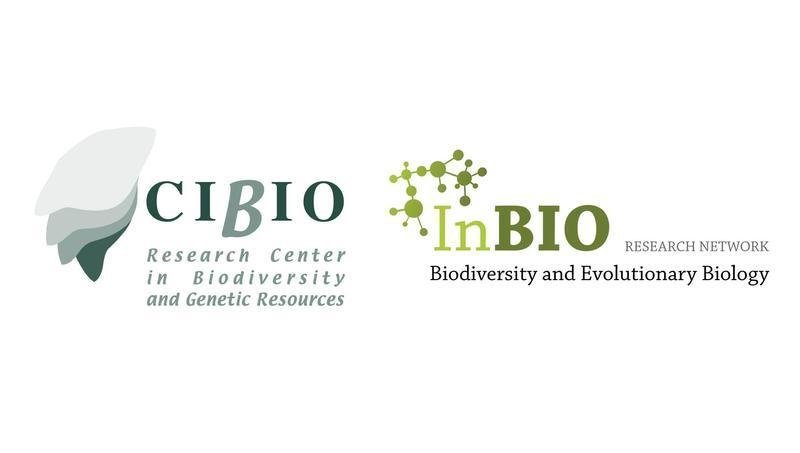 CIBIO
Research Center
in Biodiversity
and Genetic Resources
InBIO RESEARCH NETWORK
Biodiversity and Evolutionary Biology